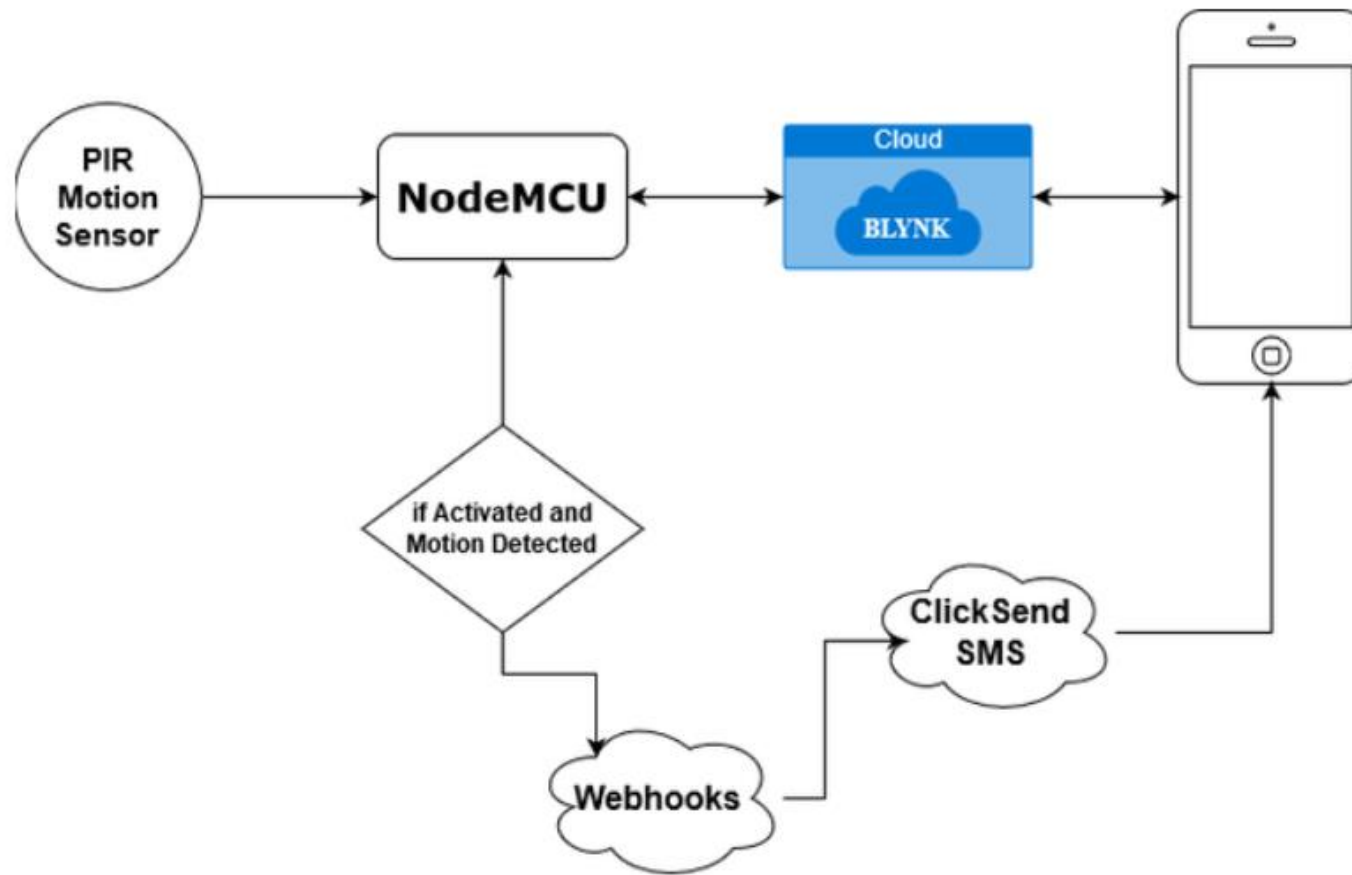 PIR
Motion
Sensor
NodeMCU
Cloud
BLYNK
if Activated and
Motion Detected
ClickSend
SMS
Webhooks